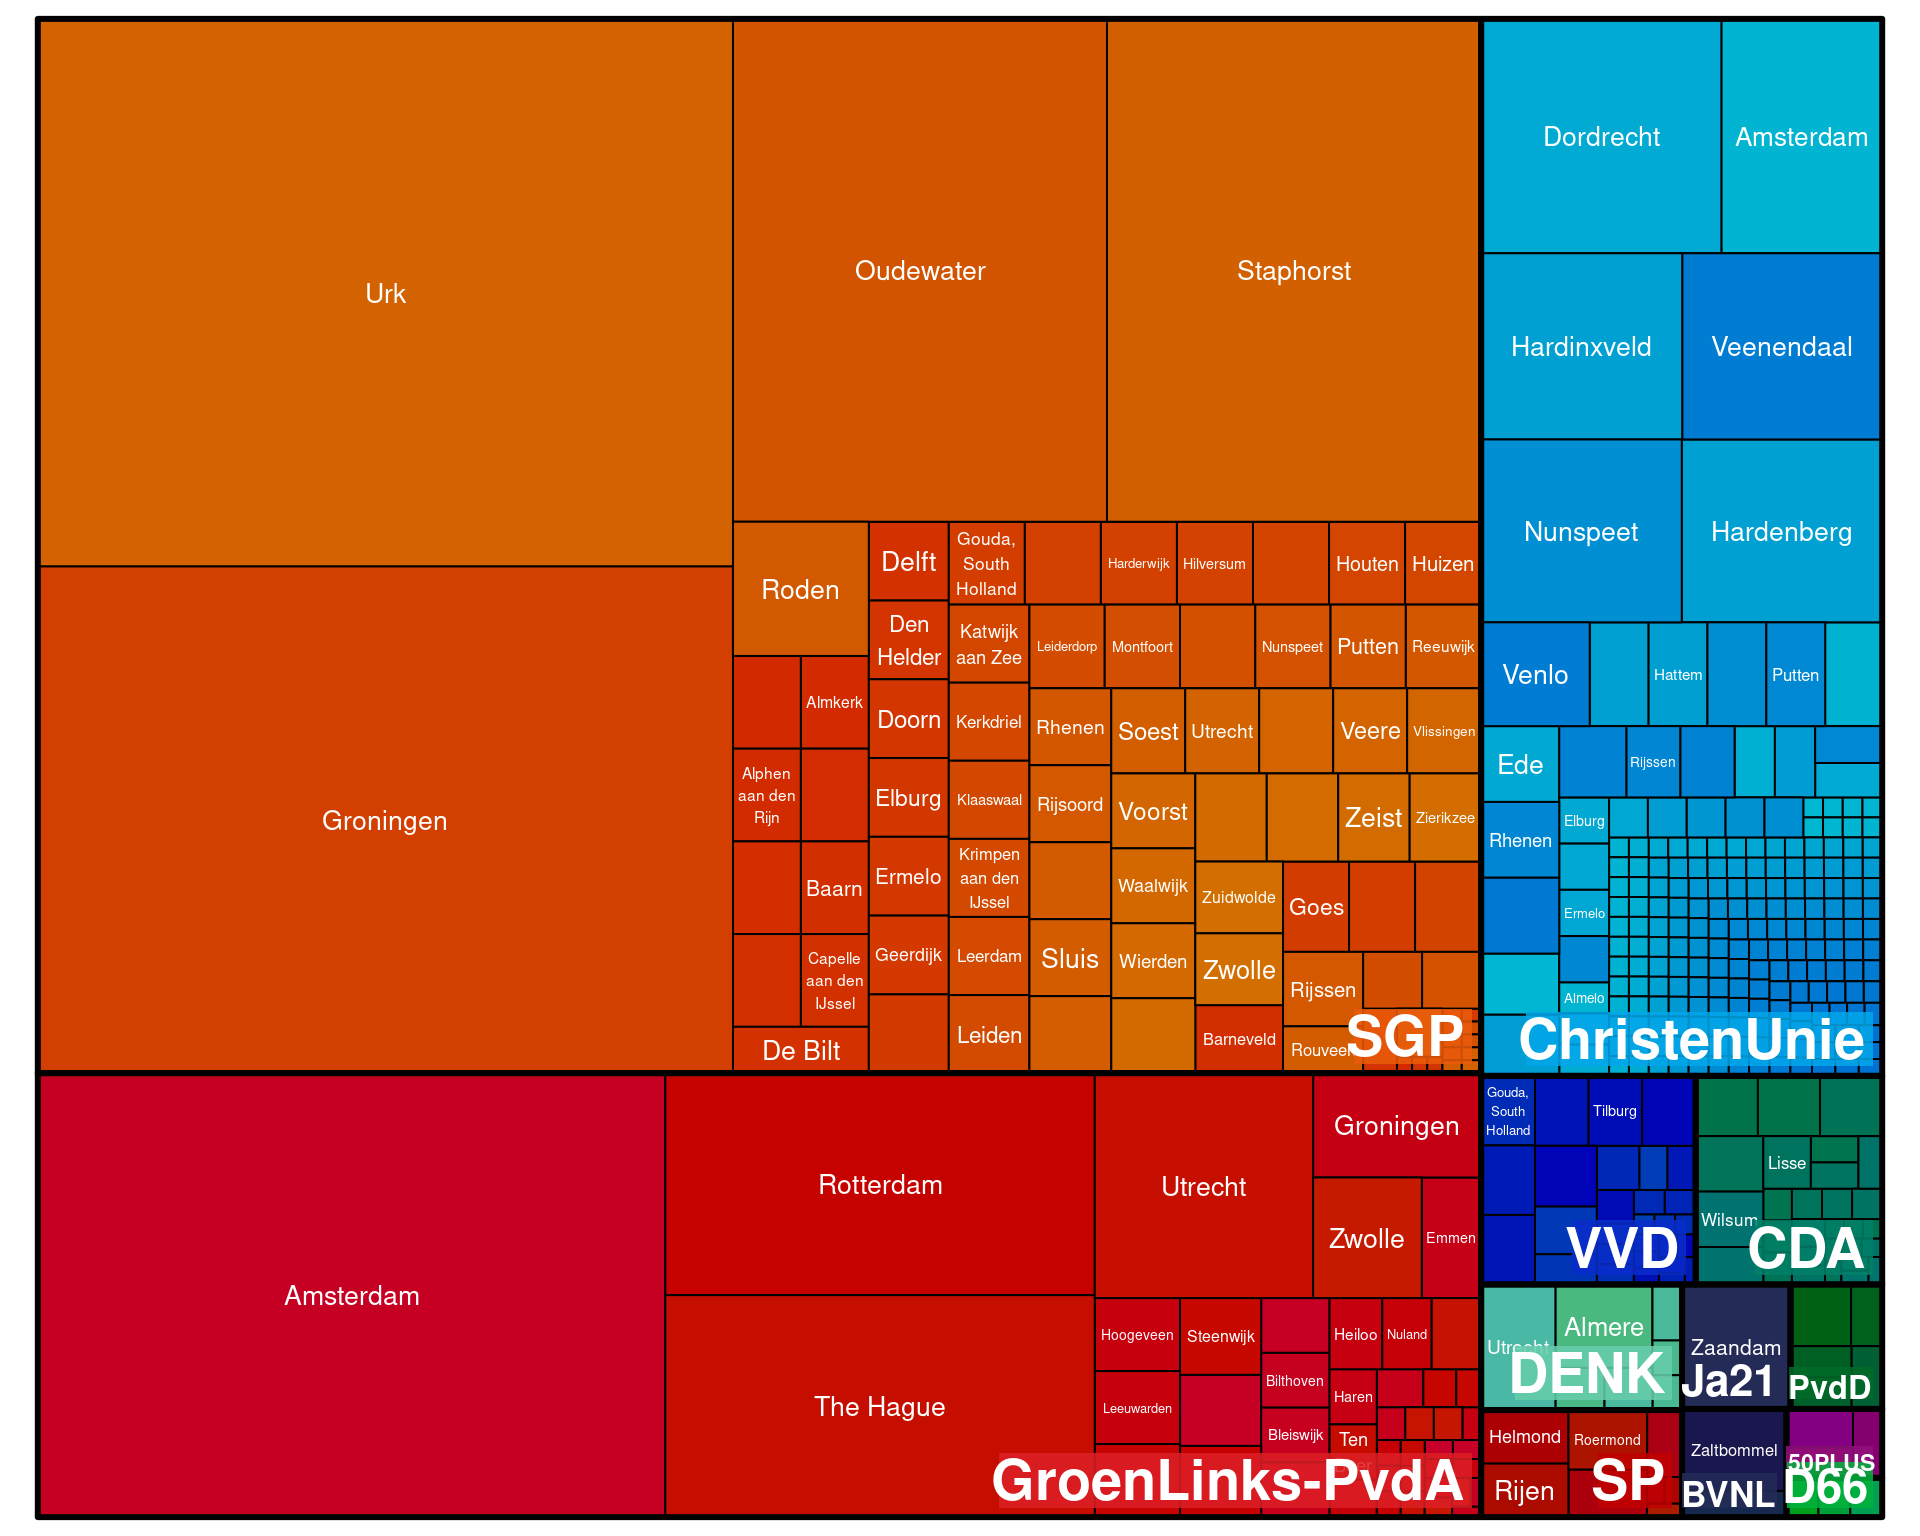 Urk
Oudewater
Staphorst
Groningen
Roden
Almkerk
Alphen
aan den
Rijn
Baarn
Capelle
aan den
IJssel
De Bilt
Delft
Den
Helder
Doorn
Elburg
Ermelo
Geerdijk
Gouda,
South
Holland
Harderwijk
Hilversum
Houten
Huizen
Katwijk
aan Zee
Leiderdorp
Montfoort
Nunspeet
Putten
Reeuwijk
Kerkdriel
Klaaswaal
Krimpen
aan den
IJssel
Leerdam
Leiden
Rhenen
Rijsoord
Sluis
Soest
Utrecht
Veere
Vlissingen
Voorst
Waalwijk
Wierden
Zeist
Zierikzee
Zuidwolde
Zwolle
Barneveld
Goes
Rijssen
Rouveen
SGP
Dordrecht
Amsterdam
Hardinxveld
Veenendaal
Nunspeet
Hardenberg
Venlo
Hattem
Putten
Ede
Rijssen
Rhenen
Elburg
Ermelo
Almelo
ChristenUnie
Amsterdam
Rotterdam
The Hague
Utrecht
Groningen
Zwolle
Emmen
Hoogeveen
Steenwijk
Leeuwarden
Bilthoven
Bleiswijk
Heiloo
Nuland
Haren
Ten
GroenLinks-PvdA
Gouda,
South
Holland
Tilburg
VVD
Lisse
Wilsum
CDA
Utrecht
Almere
DENK
Zaandam
Ja21
PvdD
Helmond
Roermond
Rijen
SP
Zaltbommel
BVNL
50PLUS
D66